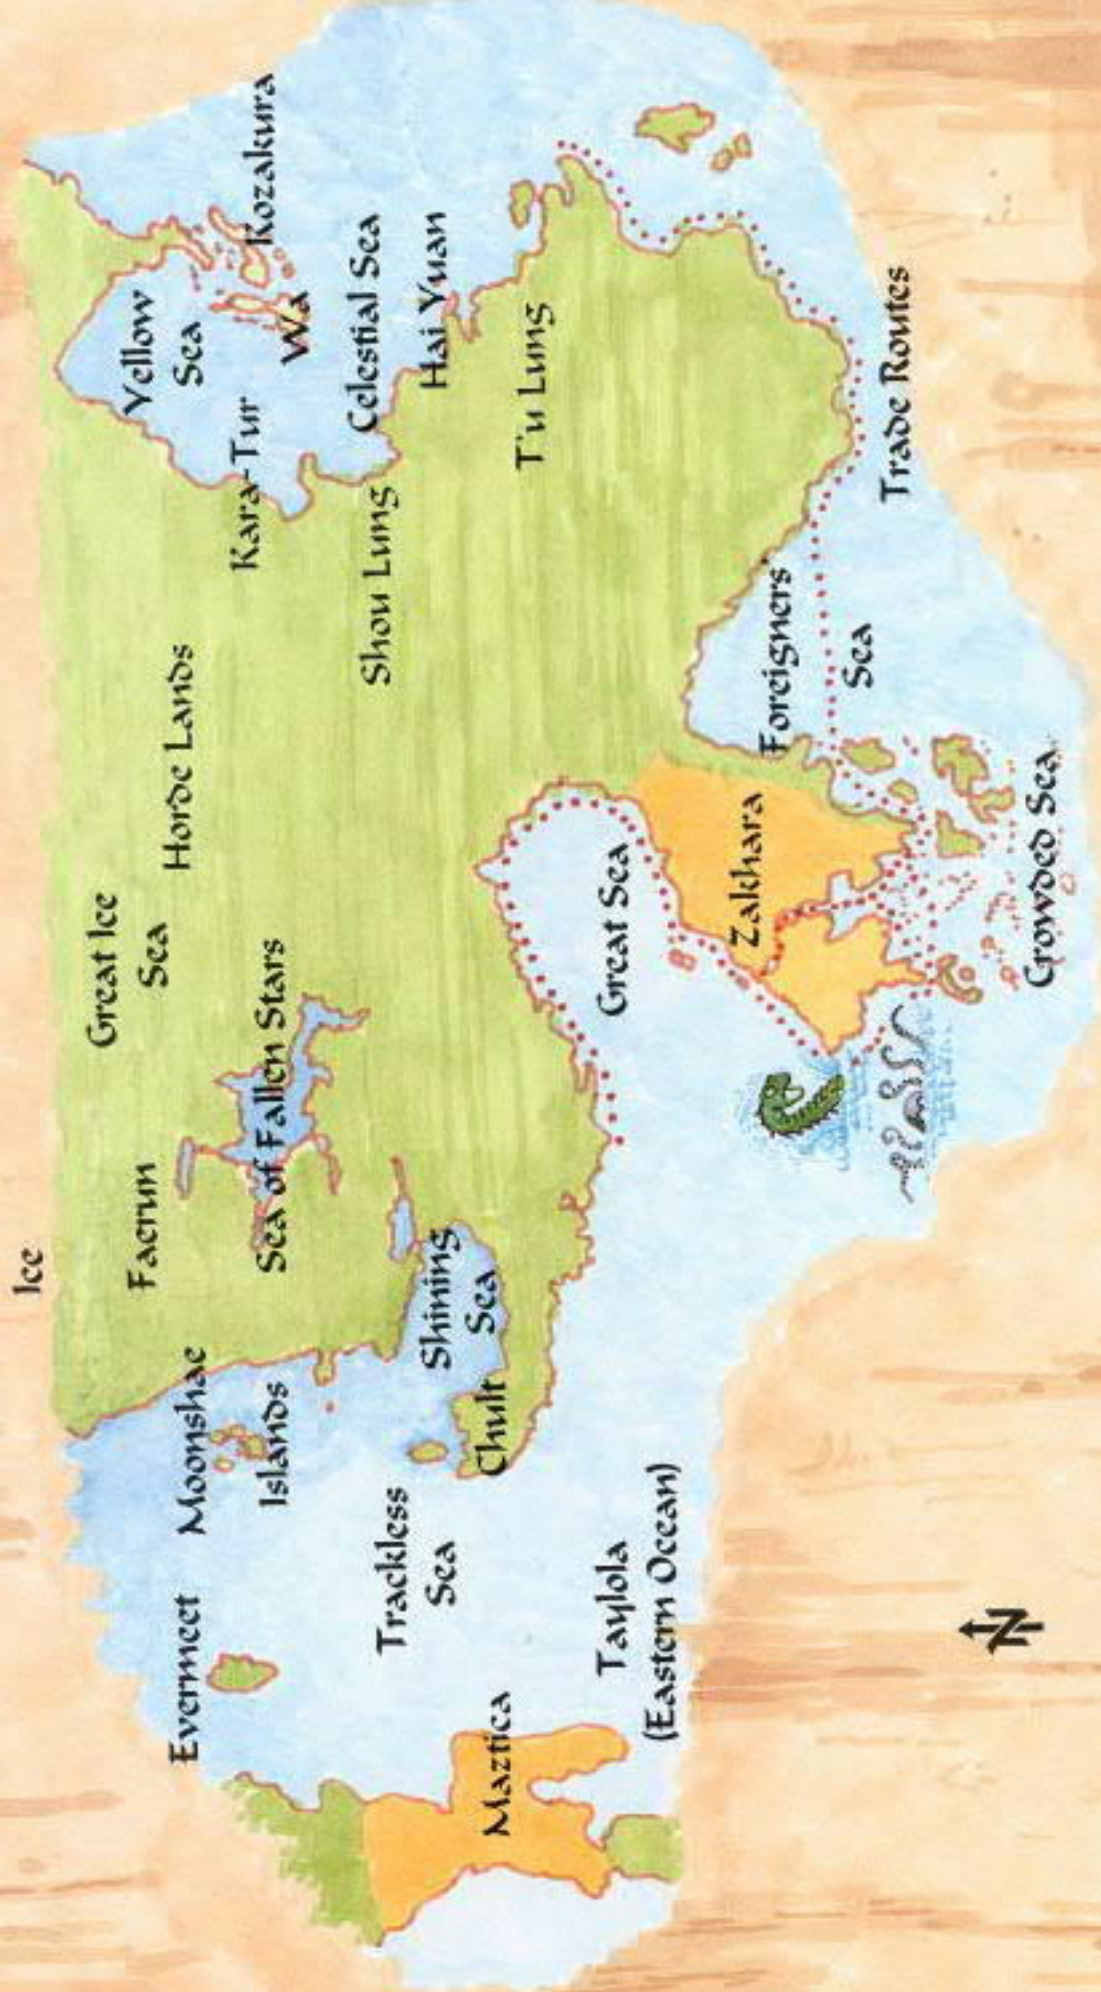 Ice
Evermeet
Moonshae
Islands
Faerun
Great Ice
Sea
Horde Lands
Yellow
Sea
Kara-Tur
Kozakura
Wa
Sea of Fallen Stars
Trackless
Sea
Shining
Sea
Chult
Shou Lung
Celestial Sea
Hai Yuan
T'u Lung
Maztica
Taylola
(Eastern Ocean)
Great Sea
Zakhara
Foreigners
Sea
Trade Routes
Crowded Sea
N